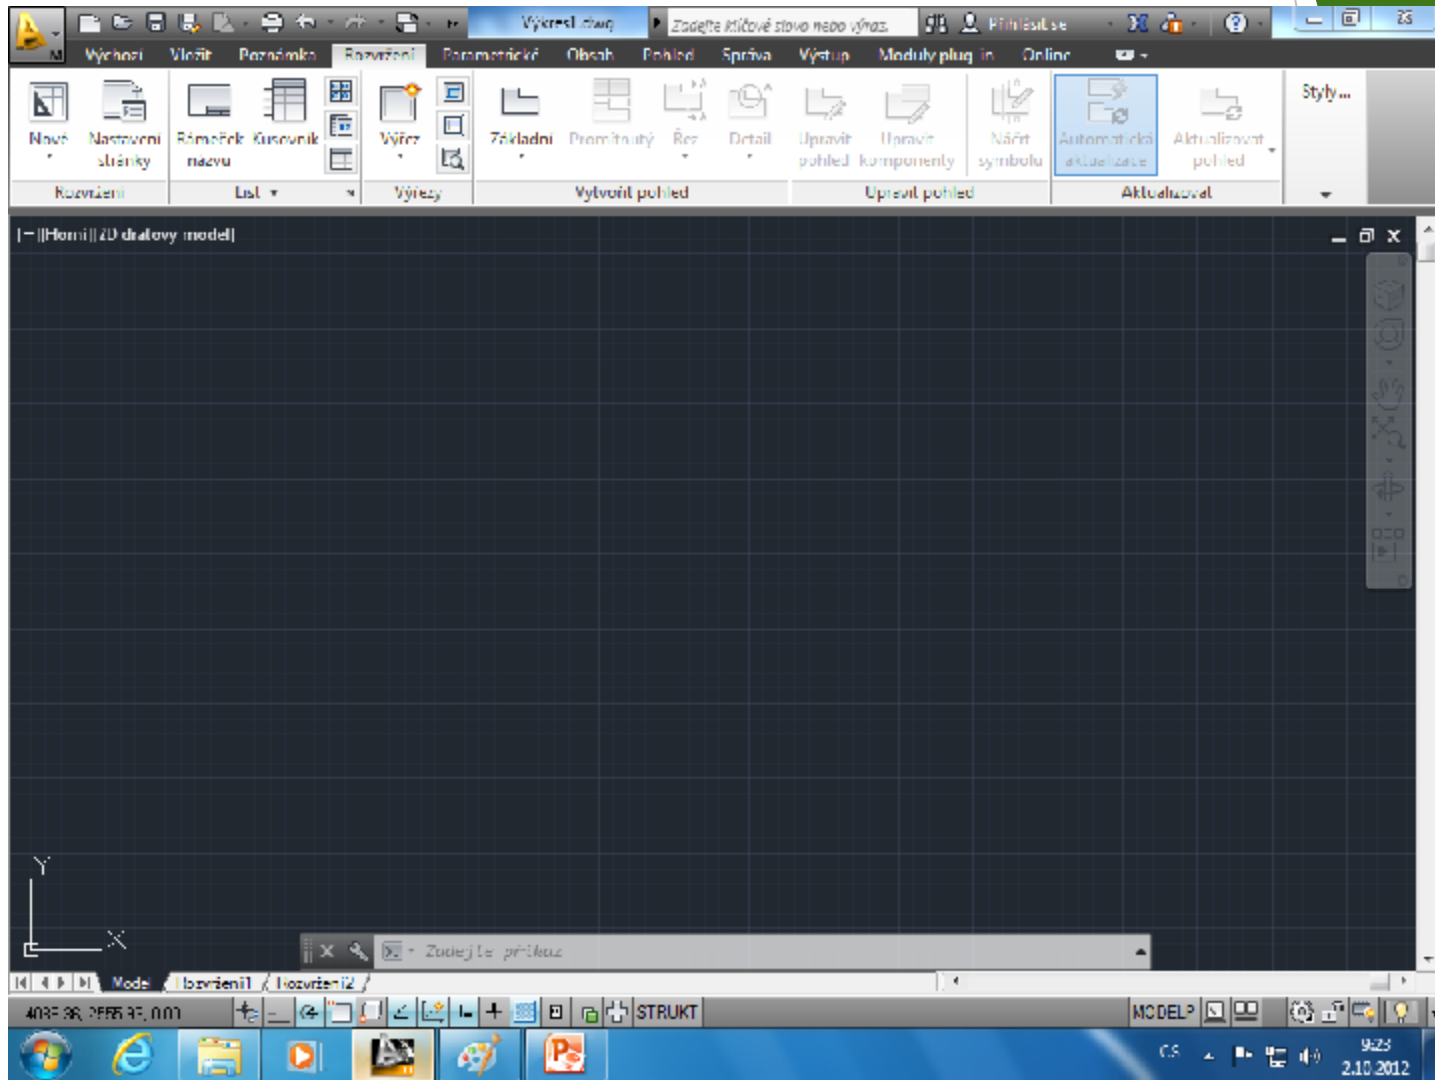 Výkres1.dwg Zadejte klíčové slovo nebo výraz. Přihlásit se
Výchozí Vložit Poznámka Rozvržení Parametrické Obsah Pohled Správa Výstup Moduly plug-in Online
Nové Nastavení stránky Rámeček názvu Kusovník Výřez Základní Promítnutý Řez Detail Upravit pohled Upravit komponenty Náčrt symbolu Automatická aktualizace Aktualizovat pohled Styly...
Rozvržení List Výřezy Vytvořit pohled Upravit pohled Aktualizovat
[−][Horní][2D drátový model]
Y
X
Zadejte příkaz
Model Rozvržení1 Rozvržení2
STRUKT MODELP
CS 9:23
2.10.2012